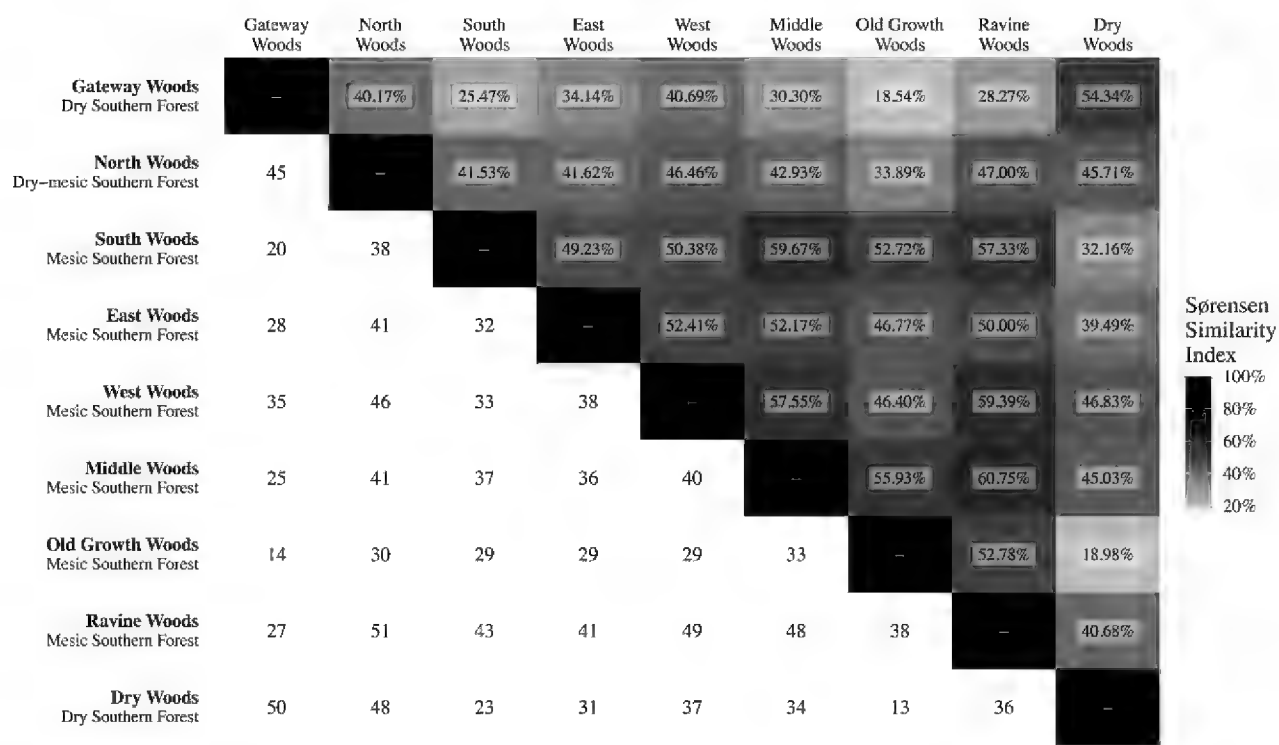 Gateway Woods North Woods South Woods East Woods West Woods Middle Woods Old Growth Woods Ravine Woods Dry Woods
Gateway Woods – 40.17% 25.47% 34.14% 40.69% 30.30% 18.54% 28.27% 54.34%
Dry Southern Forest
North Woods 45 – 41.53% 41.62% 46.46% 42.93% 33.89% 47.00% 45.71%
Dry–mesic Southern Forest
South Woods 20 38 – 49.23% 50.38% 59.67% 52.72% 57.33% 32.16%
Mesic Southern Forest
East Woods 28 41 32 – 52.41% 52.17% 46.77% 50.00% 39.49%
Mesic Southern Forest
West Woods 35 46 33 38 – 57.55% 46.40% 59.39% 46.83%
Mesic Southern Forest
Middle Woods 25 41 37 36 40 – 55.93% 60.75% 45.03%
Mesic Southern Forest
Old Growth Woods 14 30 29 29 29 33 – 52.78% 18.98%
Mesic Southern Forest
Ravine Woods 27 51 43 41 49 48 38 – 40.68%
Mesic Southern Forest
Dry Woods 50 48 23 31 37 34 13 36 –
Dry Southern Forest
Sørensen
Similarity
Index
100%
80%
60%
40%
20%